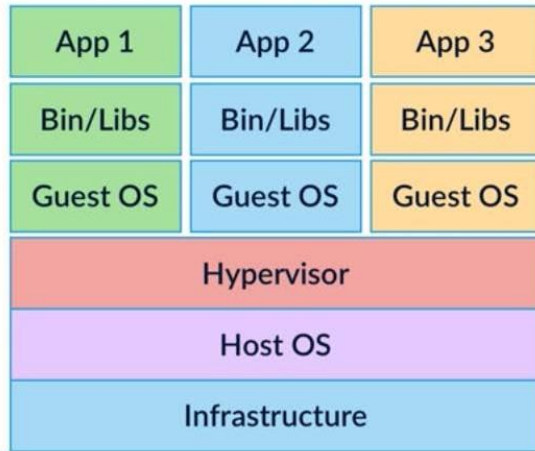 App 1 App 2 App 3
Bin/Libs Bin/Libs Bin/Libs
Guest OS Guest OS Guest OS
Hypervisor
Host OS
Infrastructure